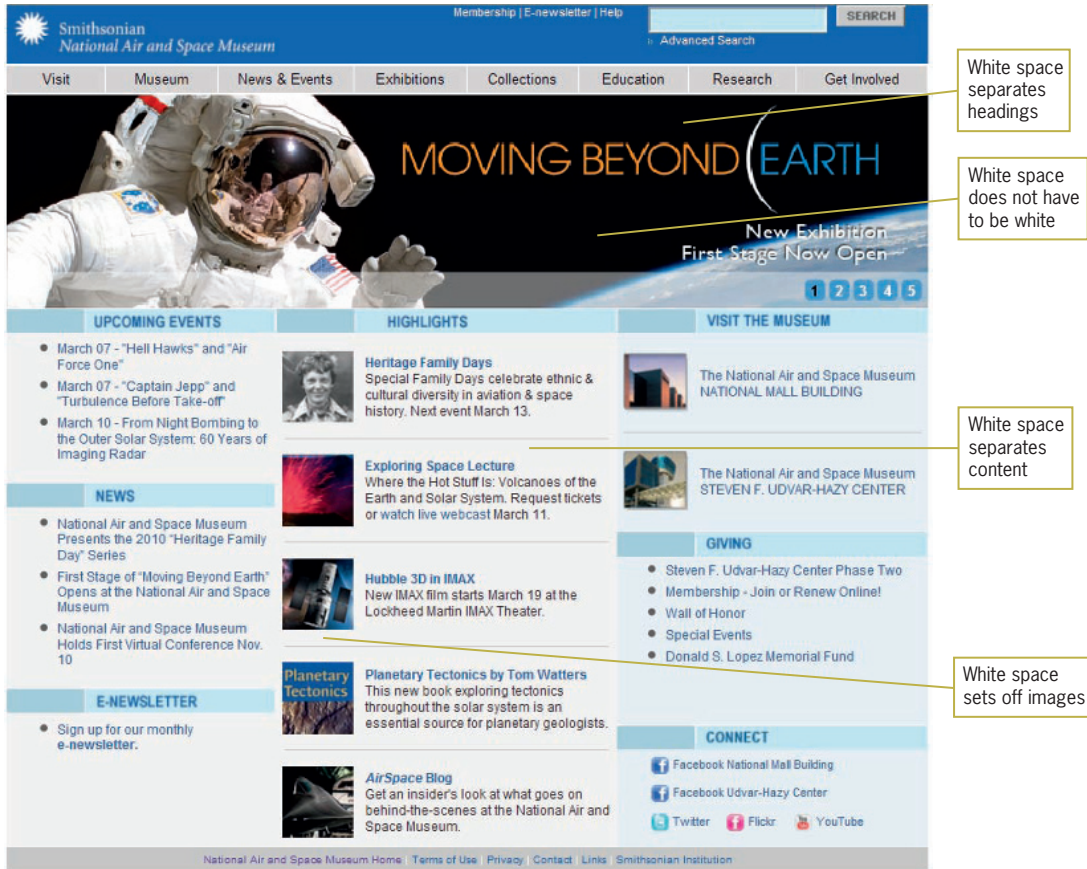 Membership | E-newsletter | Help
SEARCH
Smithsonian
National Air and Space Museum
Advanced Search
Visit Museum News & Events Exhibitions Collections Education Research Get Involved
MOVING BEYOND EARTH
New Exhibition
First Stage Now Open
1 2 3 4 5
White space
separates
headings
White space
does not have
to be white
UPCOMING EVENTS
March 07 - "Hell Hawks" and "Air
Force One"
March 07 - "Captain Jepp" and
"Turbulence Before Take-off"
March 10 - From Night Bombing to
the Outer Solar System: 60 Years of
Imaging Radar
NEWS
National Air and Space Museum
Presents the 2010 "Heritage Family
Day" Series
First Stage of "Moving Beyond Earth"
Opens at the National Air and Space
Museum
National Air and Space Museum
Holds First Virtual Conference Nov.
10
E-NEWSLETTER
Sign up for our monthly
e-newsletter.
HIGHLIGHTS
Heritage Family Days
Special Family Days celebrate ethnic &
cultural diversity in aviation & space
history. Next event March 13.
Exploring Space Lecture
Where the Hot Stuff Is: Volcanoes of the
Earth and Solar System. Request tickets
or watch live webcast March 11.
Hubble 3D in IMAX
New IMAX film starts March 19 at the
Lockheed Martin IMAX Theater.
Planetary
Tectonics
Planetary Tectonics by Tom Watters
This new book exploring tectonics
throughout the solar system is an
essential source for planetary geologists.
AirSpace Blog
Get an insider's look at what goes on
behind-the-scenes at the National Air and
Space Museum.
VISIT THE MUSEUM
The National Air and Space Museum
NATIONAL MALL BUILDING
The National Air and Space Museum
STEVEN F. UDVAR-HAZY CENTER
GIVING
Steven F. Udvar-Hazy Center Phase Two
Membership - Join or Renew Online!
Wall of Honor
Special Events
Donald S. Lopez Memorial Fund
CONNECT
Facebook National Mall Building
Facebook Udvar-Hazy Center
Twitter Flickr YouTube
White space
separates
content
White space
sets off images
National Air and Space Museum Home | Terms of Use | Privacy | Contact | Links | Smithsonian Institution